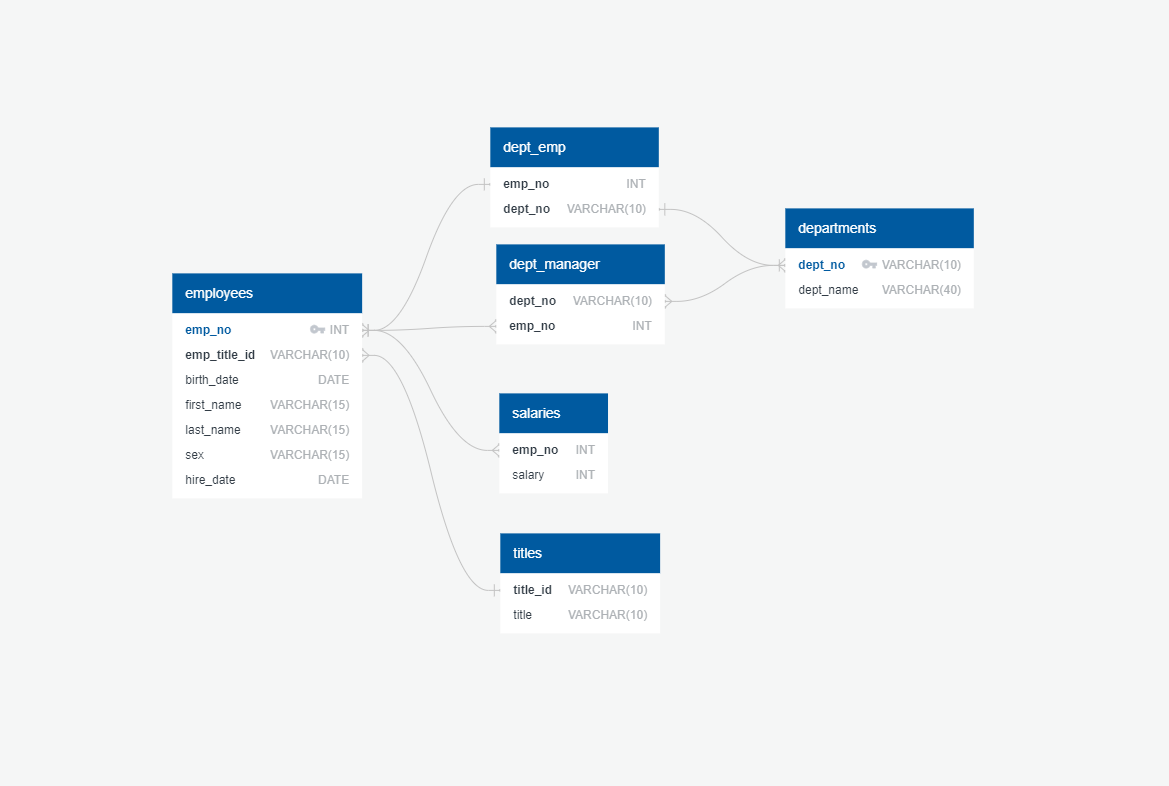 dept_emp
emp_no INT
dept_no VARCHAR(10)
departments
dept_no VARCHAR(10)
dept_name VARCHAR(40)
dept_manager
dept_no VARCHAR(10)
emp_no INT
employees
emp_no INT
emp_title_id VARCHAR(10)
birth_date DATE
first_name VARCHAR(15)
last_name VARCHAR(15)
sex VARCHAR(15)
hire_date DATE
salaries
emp_no INT
salary INT
titles
title_id VARCHAR(10)
title VARCHAR(10)